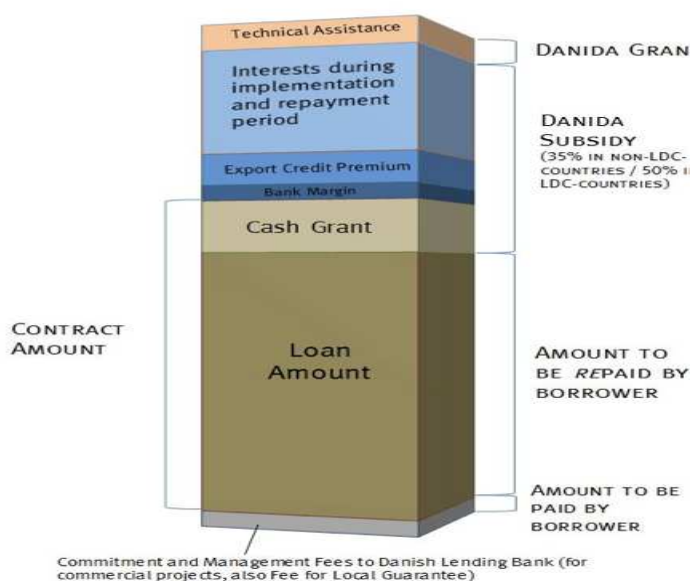 Technical Assistance
DANIDA GRAN
Interests during
implementation
and repayment
period
DANIDA
SUBSIDY
(35% IN NON-LDC-
COUNTRIES / 50% I
LDC-COUNTRIES)
Export Credit Premium
Bank Margin
Cash Grant
CONTRACT
AMOUNT
Loan
Amount
AMOUNT TO
BE REPAID BY
BORROWER
AMOUNT TO BE
PAID BY
BORROWER
Commitment and Management Fees to Danish Lending Bank (for
commercial projects, also Fee for Local Guarantee)